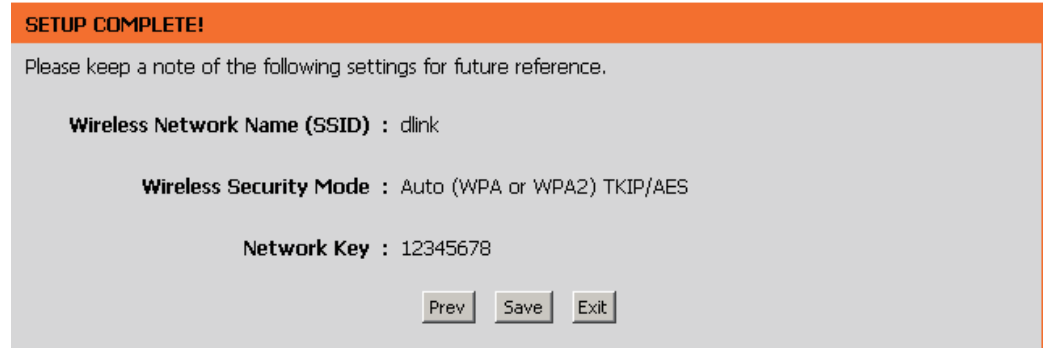 SETUP COMPLETE!
Please keep a note of the following settings for future reference.
Wireless Network Name (SSID) : dlink
Wireless Security Mode : Auto (WPA or WPA2) TKIP/AES
Network Key : 12345678
Prev Save Exit